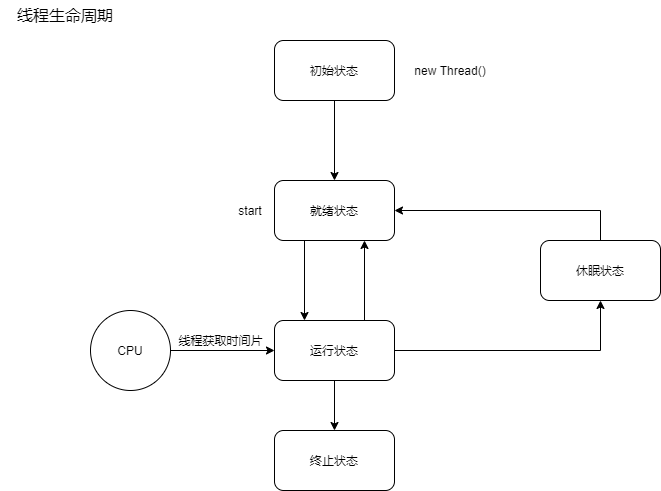 线程生命周期
初始状态
new Thread()
start
就绪状态
休眠状态
CPU
线程获取时间片
运行状态
终止状态